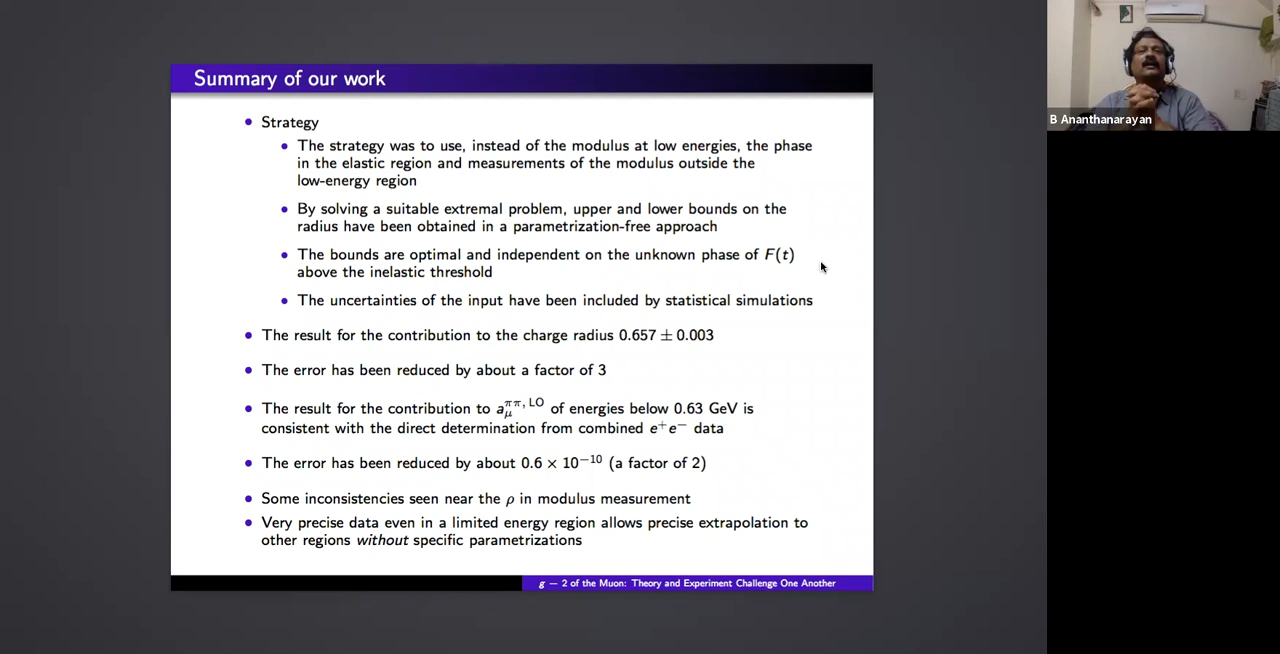 Summary of our work
• Strategy
• The strategy was to use, instead of the modulus at low energies, the phase
in the elastic region and measurements of the modulus outside the
low-energy region
• By solving a suitable extremal problem, upper and lower bounds on the
radius have been obtained in a parametrization-free approach
• The bounds are optimal and independent on the unknown phase of F(t)
above the inelastic threshold
• The uncertainties of the input have been included by statistical simulations
• The result for the contribution to the charge radius 0.657 ± 0.003
• The error has been reduced by about a factor of 3
• The result for the contribution to a_μ^{ππ, LO} of energies below 0.63 GeV is
consistent with the direct determination from combined e⁺e⁻ data
• The error has been reduced by about 0.6 × 10⁻¹⁰ (a factor of 2)
• Some inconsistencies seen near the ρ in modulus measurement
• Very precise data even in a limited energy region allows precise extrapolation to
other regions without specific parametrizations
g − 2 of the Muon: Theory and Experiment Challenge One Another
B Ananthanarayan